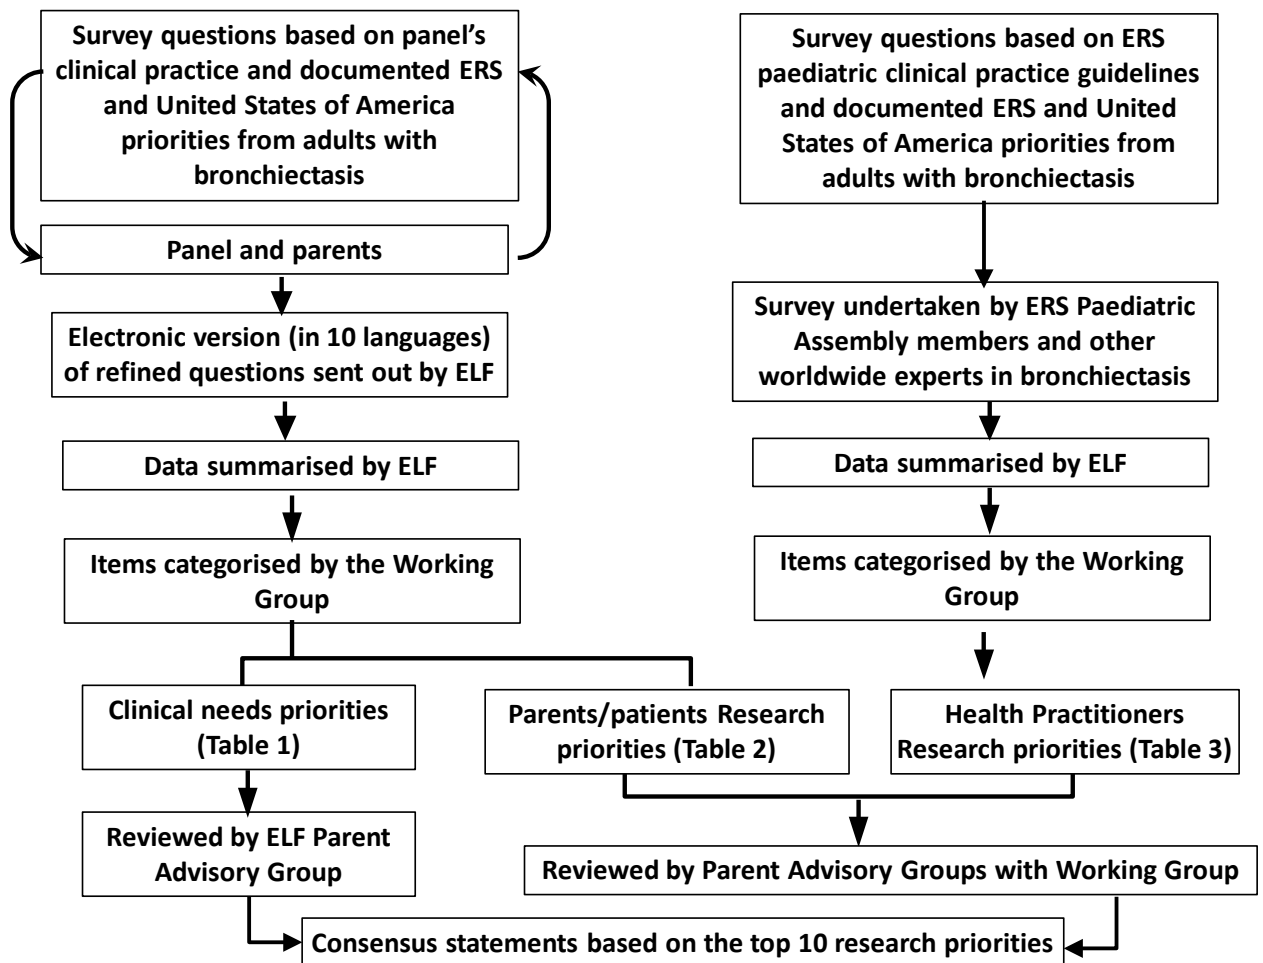 Survey questions based on panel's
clinical practice and documented ERS
and United States of America
priorities from adults with
bronchiectasis
Panel and parents
Electronic version (in 10 languages)
of refined questions sent out by ELF
Data summarised by ELF
Items categorised by the Working
Group
Survey questions based on ERS
paediatric clinical practice guidelines
and documented ERS and United
States of America priorities from
adults with bronchiectasis
Survey undertaken by ERS Paediatric
Assembly members and other
worldwide experts in bronchiectasis
Data summarised by ELF
Items categorised by the Working
Group
Clinical needs priorities
(Table 1)
Parents/patients Research
priorities (Table 2)
Health Practitioners
Research priorities (Table 3)
Reviewed by ELF Parent
Advisory Group
Reviewed by Parent Advisory Groups with Working Group
Consensus statements based on the top 10 research priorities